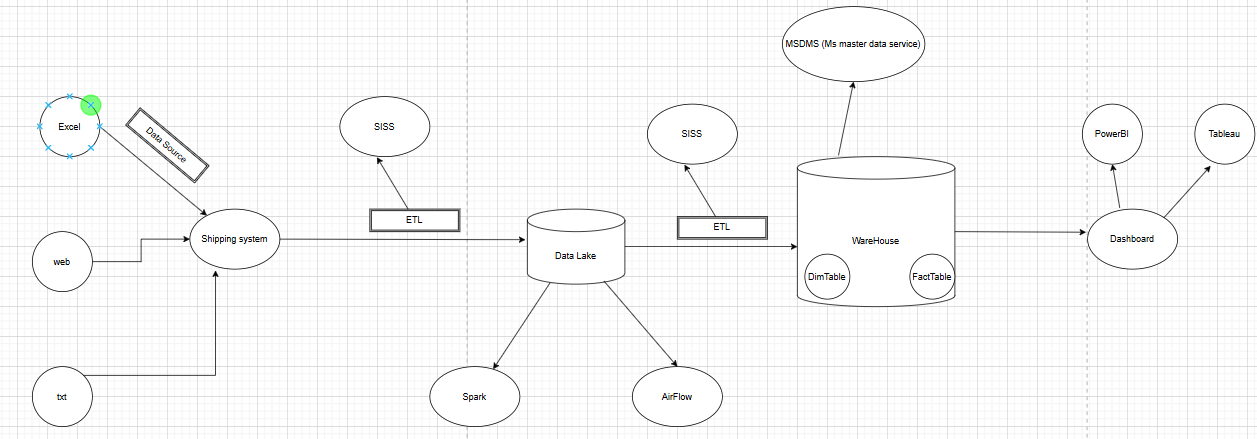 MSDMS (Ms master data service)
Excel
Data Source
SISS
SISS
PowerBI
Tableau
ETL
ETL
Shipping system
web
Data Lake
WareHouse
DimTable
FactTable
Dashboard
txt
Spark
AirFlow